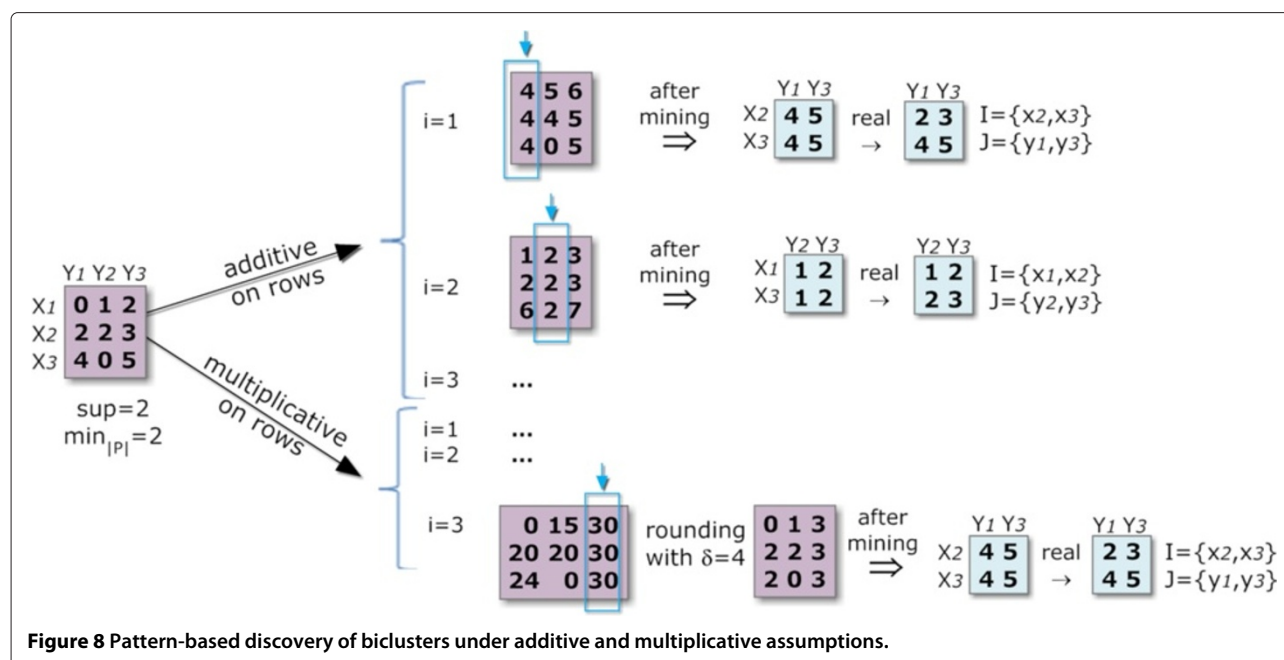 Y1 Y2 Y3
X1 0 1 2
X2 2 2 3
X3 4 0 5
sup=2
min|P|=2
additive
on rows
multiplicative
on rows
i=1
4 5 6
4 4 5
4 0 5
after
mining
⇒
Y1 Y3
X2 4 5
X3 4 5
real
→
Y1 Y3
2 3
4 5
I={x2,x3}
J={y1,y3}
i=2
1 2 3
2 2 3
6 2 7
after
mining
⇒
Y2 Y3
X1 1 2
X3 1 2
real
→
Y2 Y3
1 2
2 3
I={x1,x2}
J={y2,y3}
i=3 ...
i=1 ...
i=2 ...
i=3
0 15 30
20 20 30
24 0 30
rounding
with δ=4
0 1 3
2 2 3
2 0 3
after
mining
⇒
Y1 Y3
X2 4 5
X3 4 5
real
→
Y1 Y3
2 3
4 5
I={x2,x3}
J={y1,y3}
Figure 8 Pattern-based discovery of biclusters under additive and multiplicative assumptions.